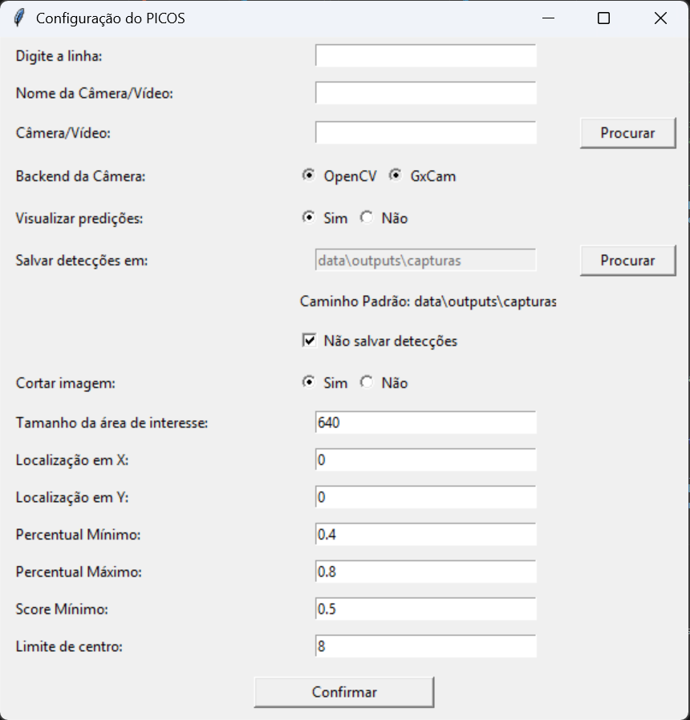 Configuração do PICOS
Digite a linha:
Nome da Câmera/Vídeo:
Câmera/Vídeo: Procurar
Backend da Câmera: OpenCV GxCam
Visualizar predições: Sim Não
Salvar detecções em: data\outputs\capturas Procurar
Caminho Padrão: data\outputs\capturas
Não salvar detecções
Cortar imagem: Sim Não
Tamanho da área de interesse: 640
Localização em X: 0
Localização em Y: 0
Percentual Mínimo: 0.4
Percentual Máximo: 0.8
Score Mínimo: 0.5
Limite de centro: 8
Confirmar